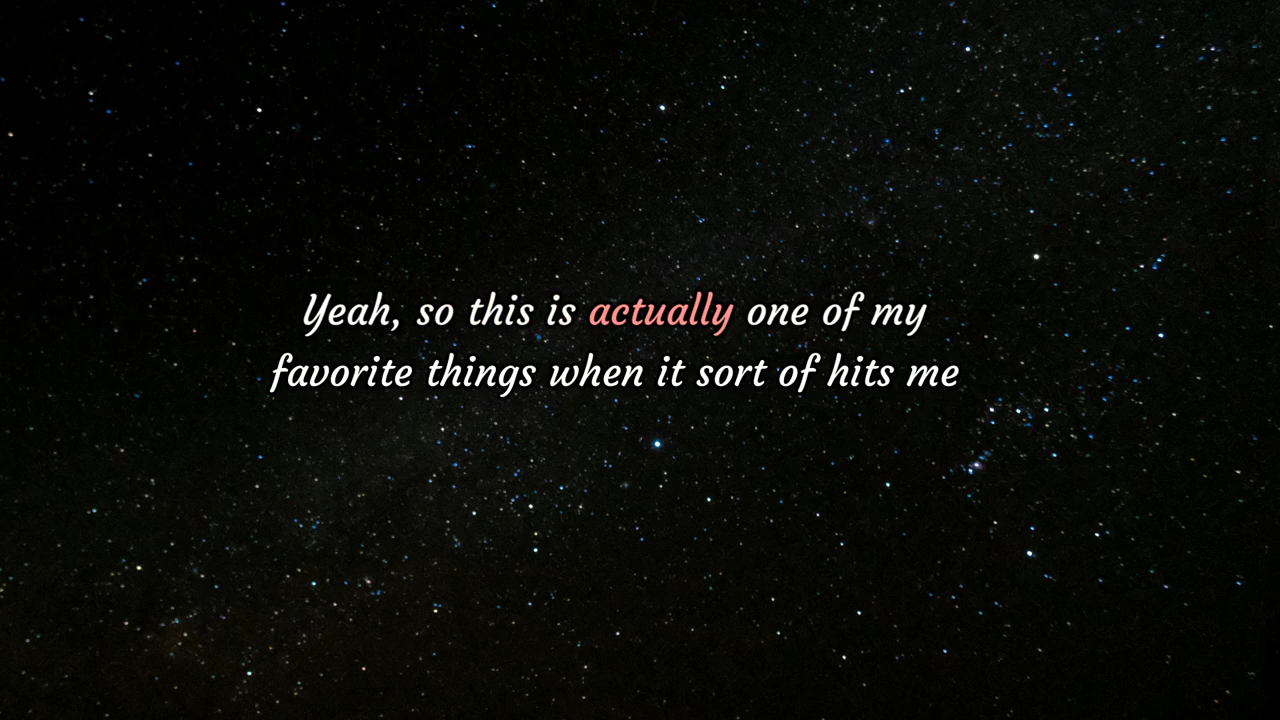 Yeah, so this is actually one of my
favorite things when it sort of hits me